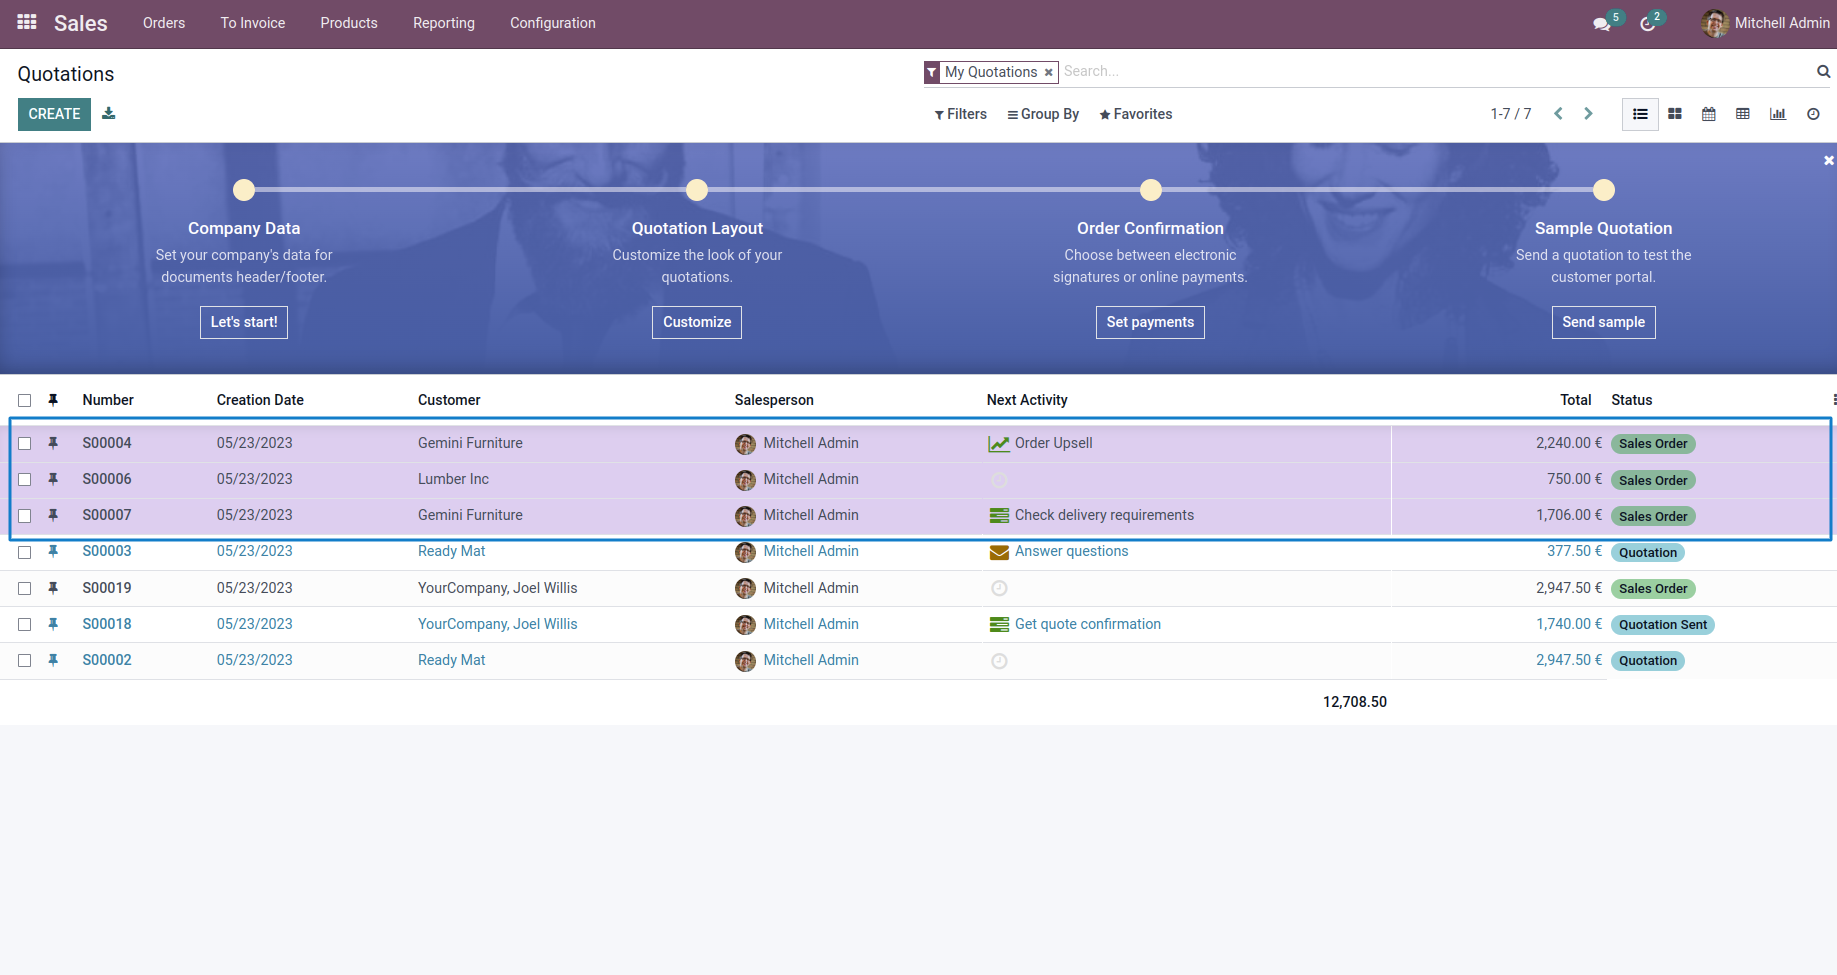 Sales Orders To Invoice Products Reporting Configuration 5 2 Mitchell Admin
Quotations
My Quotations Search...
CREATE
Filters Group By Favorites 1-7 / 7
Company Data
Set your company's data for
documents header/footer.
Let's start!
Quotation Layout
Customize the look of your
quotations.
Customize
Order Confirmation
Choose between electronic
signatures or online payments.
Set payments
Sample Quotation
Send a quotation to test the
customer portal.
Send sample
Number Creation Date Customer Salesperson Next Activity Total Status
S00004 05/23/2023 Gemini Furniture Mitchell Admin Order Upsell 2,240.00 € Sales Order
S00006 05/23/2023 Lumber Inc Mitchell Admin 750.00 € Sales Order
S00007 05/23/2023 Gemini Furniture Mitchell Admin Check delivery requirements 1,706.00 € Sales Order
S00003 05/23/2023 Ready Mat Mitchell Admin Answer questions 377.50 € Quotation
S00019 05/23/2023 YourCompany, Joel Willis Mitchell Admin 2,947.50 € Sales Order
S00018 05/23/2023 YourCompany, Joel Willis Mitchell Admin Get quote confirmation 1,740.00 € Quotation Sent
S00002 05/23/2023 Ready Mat Mitchell Admin 2,947.50 € Quotation
12,708.50